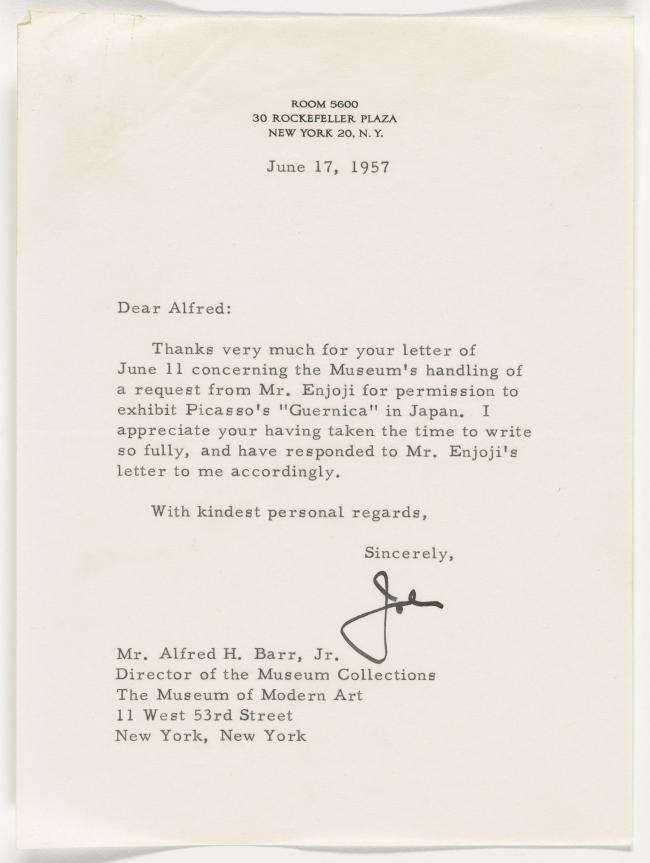 ROOM 5600
30 ROCKEFELLER PLAZA
NEW YORK 20, N. Y.
June 17, 1957
Dear Alfred:
Thanks very much for your letter of
June 11 concerning the Museum's handling of
a request from Mr. Enjoji for permission to
exhibit Picasso's "Guernica" in Japan. I
appreciate your having taken the time to write
so fully, and have responded to Mr. Enjoji's
letter to me accordingly.
With kindest personal regards,
Sincerely,
John
Mr. Alfred H. Barr, Jr.
Director of the Museum Collections
The Museum of Modern Art
11 West 53rd Street
New York, New York